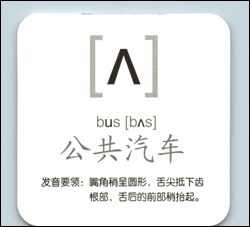 [ʌ]
bus [bʌs]
公共汽车
发音要领：嘴角稍呈圆形，舌尖抵下齿
根部，舌后的前部稍抬起。